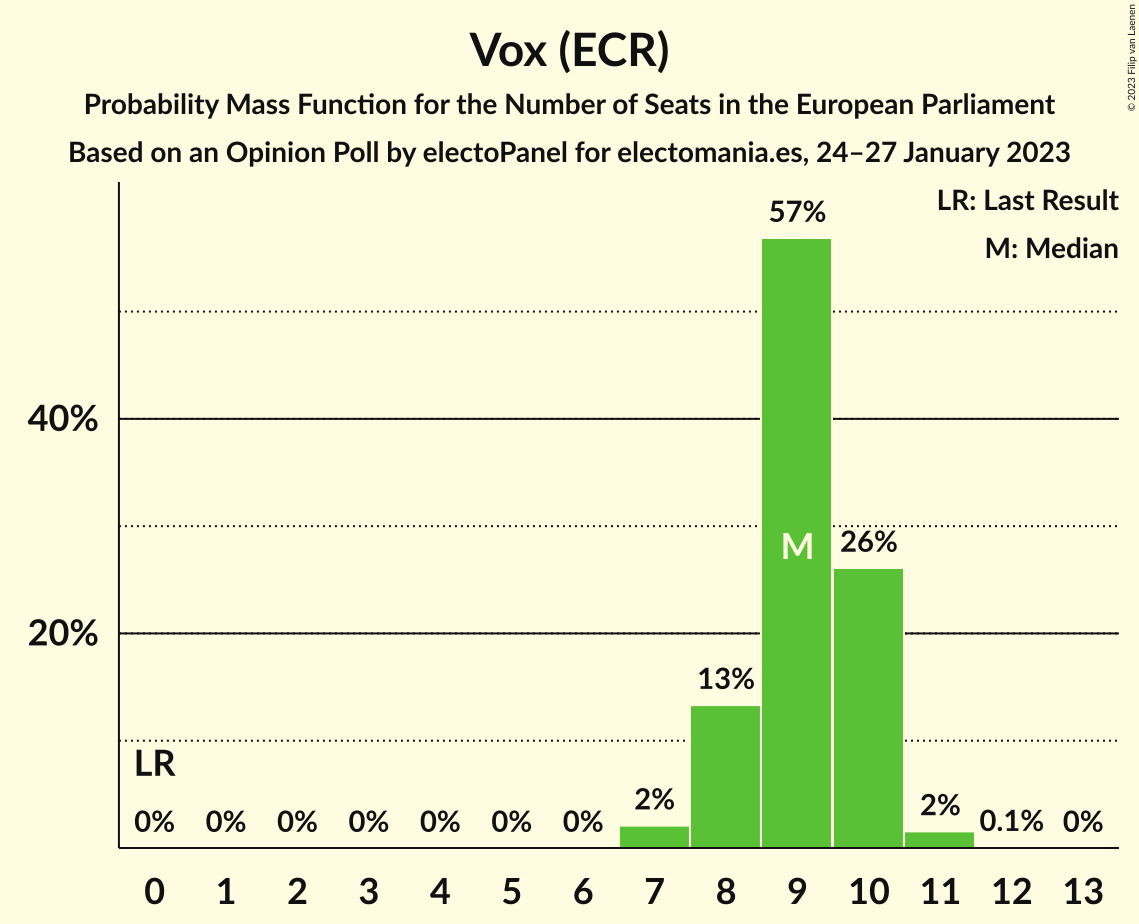 Vox (ECR)
Probability Mass Function for the Number of Seats in the European Parliament
Based on an Opinion Poll by electoPanel for electomania.es, 24–27 January 2023
© 2023 Filip van Laenen
LR: Last Result
M: Median
57%
40%
M
26%
20%
13%
LR
0% 0% 0% 0% 0% 0% 0% 2% 2% 0.1% 0%
0 1 2 3 4 5 6 7 8 9 10 11 12 13